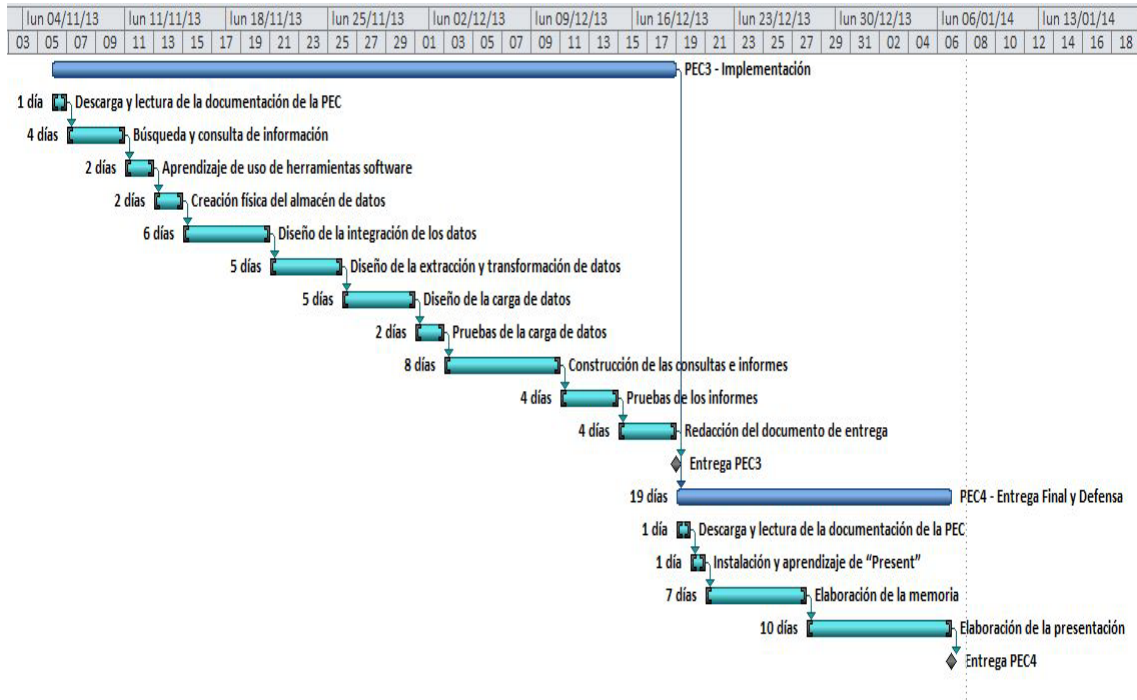 lun 04/11/13 lun 11/11/13 lun 18/11/13 lun 25/11/13 lun 02/12/13 lun 09/12/13 lun 16/12/13 lun 23/12/13 lun 30/12/13 lun 06/01/14 lun 13/01/14
03 05 07 09 11 13 15 17 19 21 23 25 27 29 01 03 05 07 09 11 13 15 17 19 21 23 25 27 29 31 02 04 06 08 10 12 14 16 18
PEC3 - Implementación
1 día Descarga y lectura de la documentación de la PEC
4 días Búsqueda y consulta de información
2 días Aprendizaje de uso de herramientas software
2 días Creación física del almacén de datos
6 días Diseño de la integración de los datos
5 días Diseño de la extracción y transformación de datos
5 días Diseño de la carga de datos
2 días Pruebas de la carga de datos
8 días Construcción de las consultas e informes
4 días Pruebas de los informes
4 días Redacción del documento de entrega
Entrega PEC3
19 días PEC4 - Entrega Final y Defensa
1 día Descarga y lectura de la documentación de la PEC
1 día Instalación y aprendizaje de “Present”
7 días Elaboración de la memoria
10 días Elaboración de la presentación
Entrega PEC4